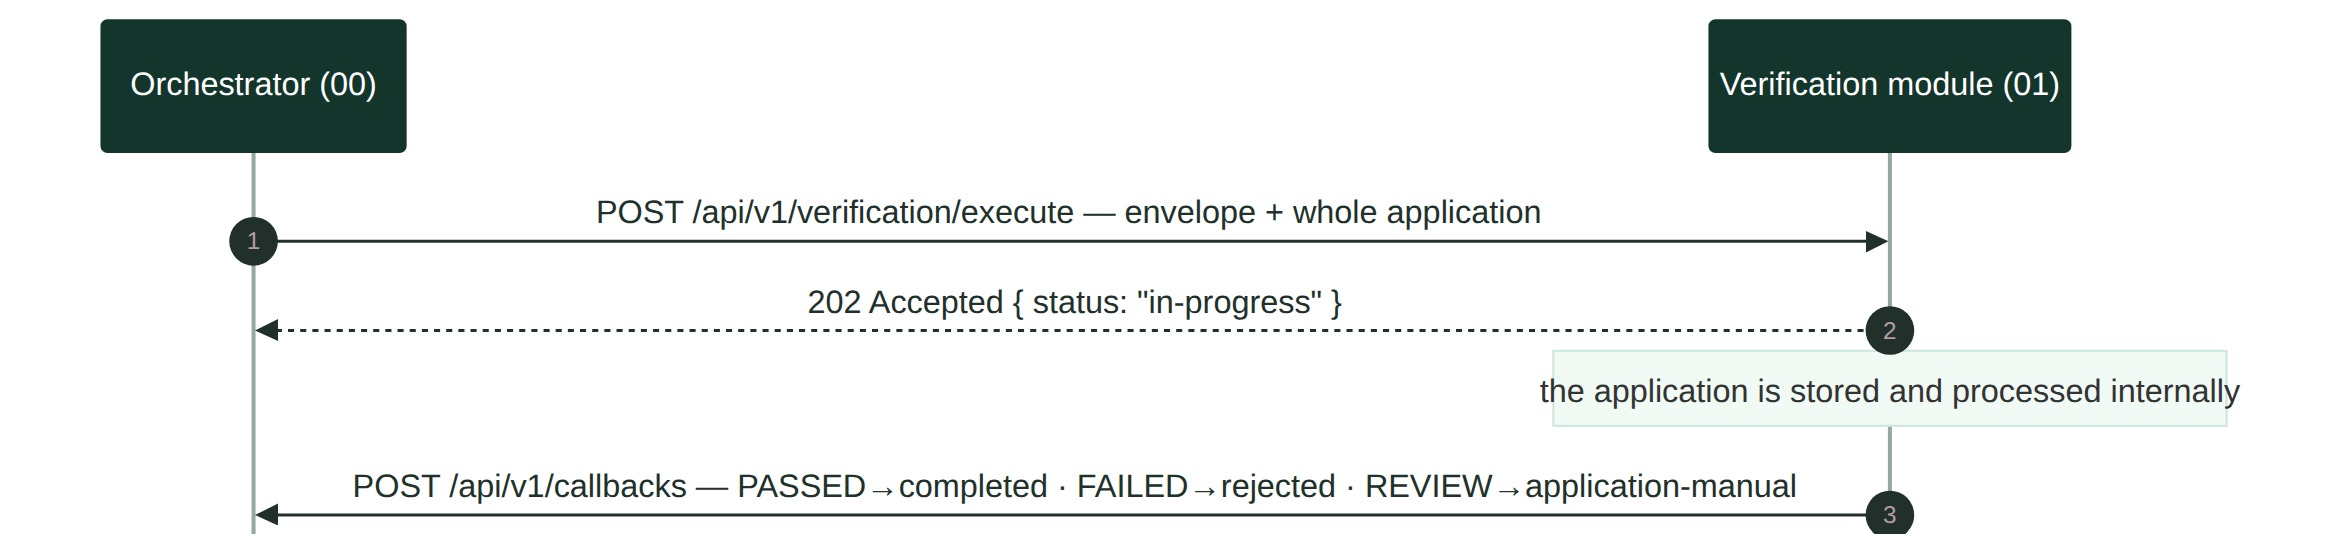 Orchestrator (00)
Verification module (01)
POST /api/v1/verification/execute — envelope + whole application
1
202 Accepted { status: "in-progress" }
2
the application is stored and processed internally
POST /api/v1/callbacks — PASSED→completed · FAILED→rejected · REVIEW→application-manual
3